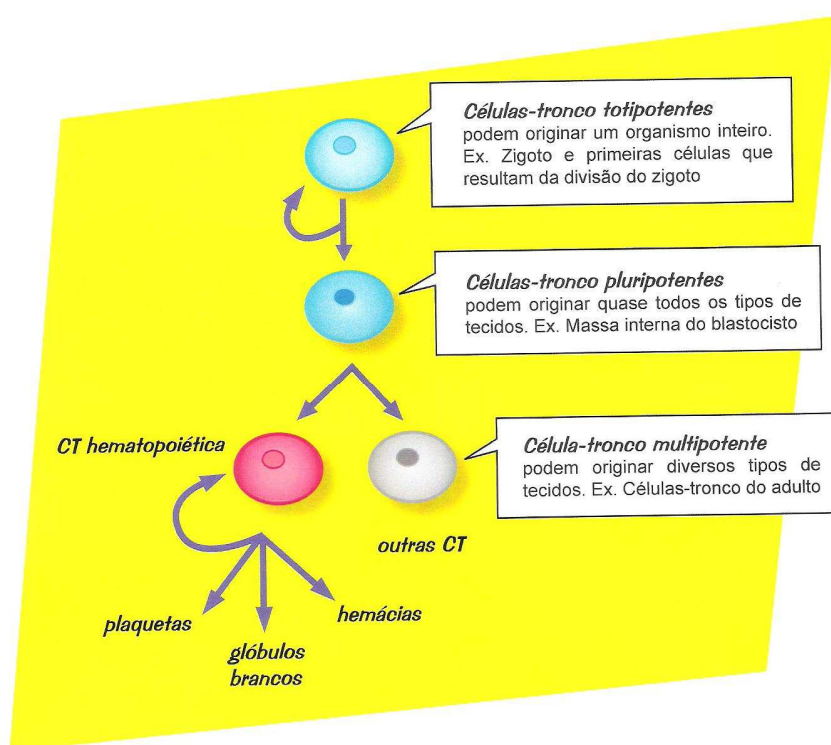 Células-tronco totipotentes
podem originar um organismo inteiro.
Ex. Zigoto e primeiras células que
resultam da divisão do zigoto
Células-tronco pluripotentes
podem originar quase todos os tipos de
tecidos. Ex. Massa interna do blastocisto
CT hematopoiética
Célula-tronco multipotente
podem originar diversos tipos de
tecidos. Ex. Células-tronco do adulto
outras CT
plaquetas
glóbulos
brancos
hemácias